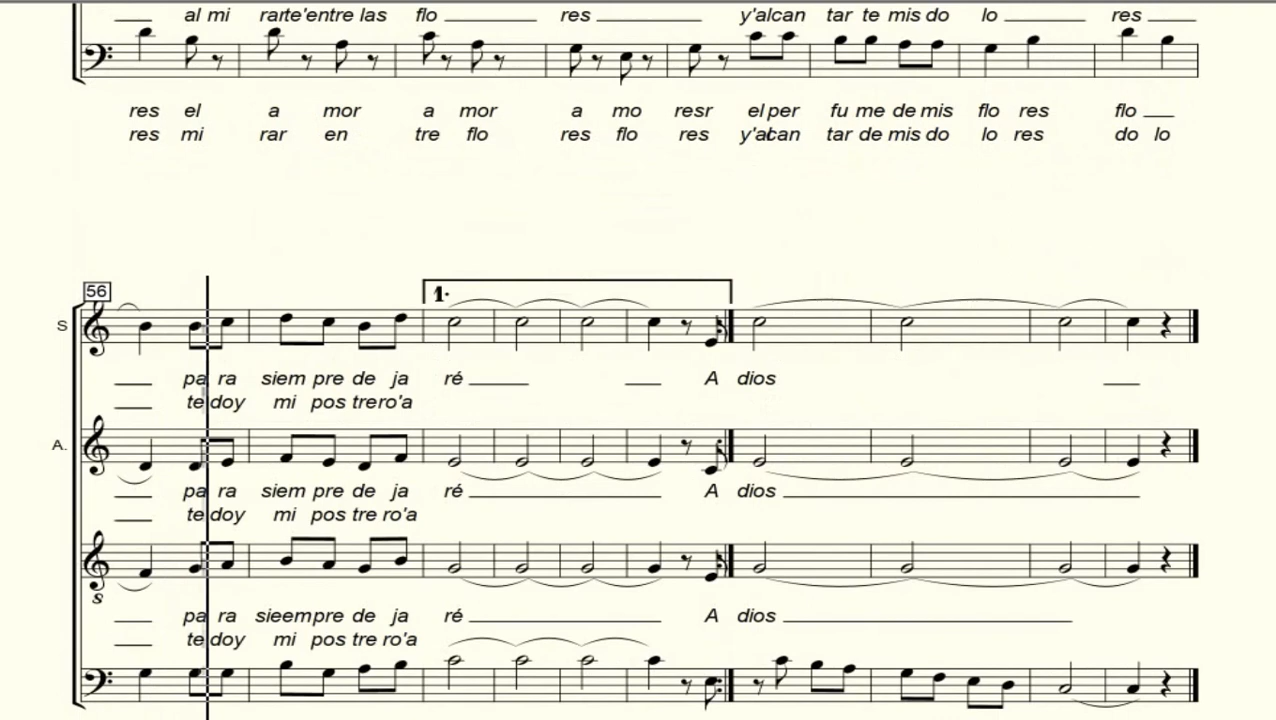 al mi rarte'entre las flo res y'alcan tar te mis do lo res
res el a mor a mor a mo resr el per fu me de mis flo res flo
res mi rar en tre flo res flo res y'alcan tar de mis do lo res do lo
56
1.
S
pa ra siem pre de ja ré A dios
te doy mi pos trero'a
A.
pa ra siem pre de ja ré A dios
te doy mi pos tre ro'a
8
pa ra sieempre de ja ré A dios
te doy mi pos tre ro'a